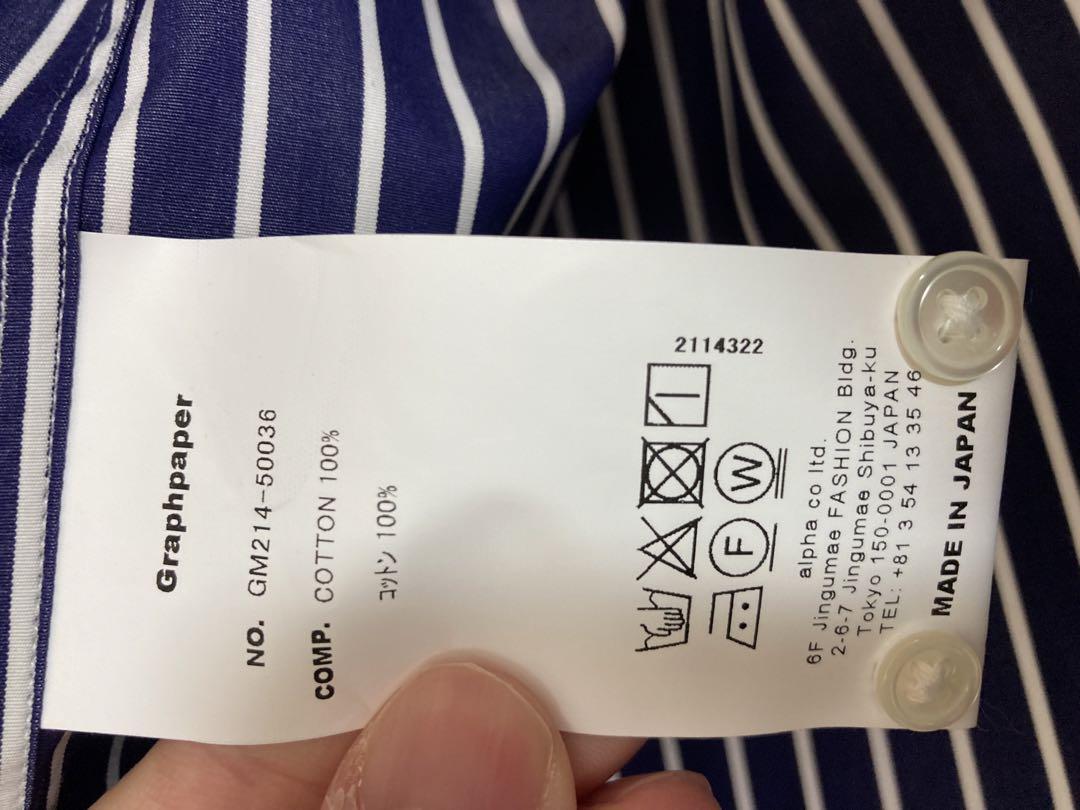 Graphpaper
NO. GM214-50036
COMP. COTTON 100%
コットン 100%
2114322
F
W
alpha co ltd.
6F Jingumae FASHION Bldg.
2-6-7 Jingumae Shibuya-ku
Tokyo 150-0001 JAPAN
TEL: +81 3 54 13 35 46
MADE IN JAPAN